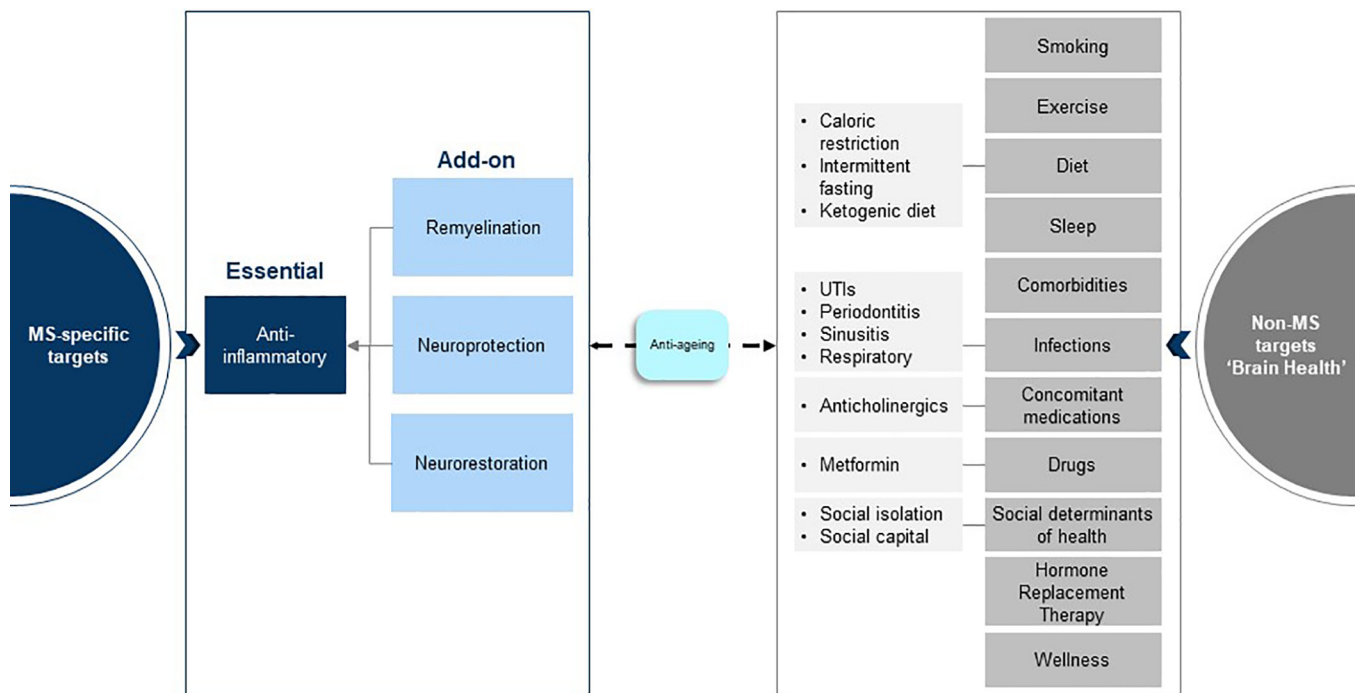 MS-specific
targets
Essential
Anti-
inflammatory
Add-on
Remyelination
Neuroprotection
Neurorestoration
Anti-ageing
• Caloric
restriction
• Intermittent
fasting
• Ketogenic diet
• UTIs
• Periodontitis
• Sinusitis
• Respiratory
• Anticholinergics
• Metformin
• Social isolation
• Social capital
Smoking
Exercise
Diet
Sleep
Comorbidities
Infections
Concomitant
medications
Drugs
Social determinants
of health
Hormone
Replacement
Therapy
Wellness
Non-MS
targets
‘Brain Health’